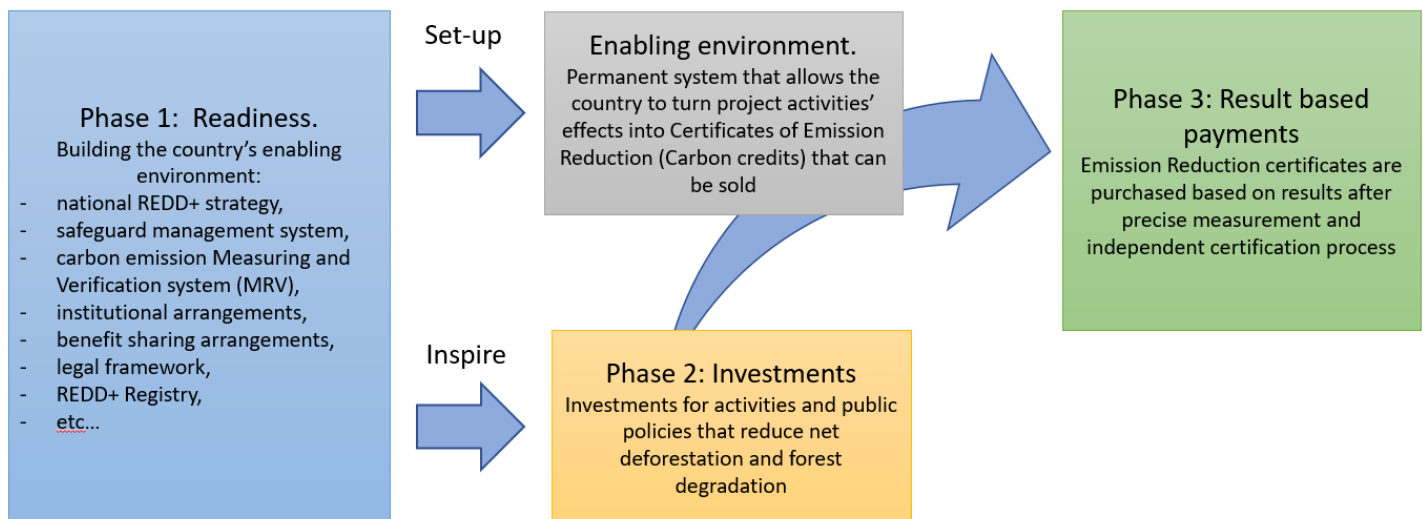 Phase 1:  Readiness.
Building the country's enabling
environment:
- national REDD+ strategy,
- safeguard management system,
- carbon emission Measuring and
Verification system (MRV),
- institutional arrangements,
- benefit sharing arrangements,
- legal framework,
- REDD+ Registry,
- etc...
Set-up
Inspire
Enabling environment.
Permanent system that allows the
country to turn project activities'
effects into Certificates of Emission
Reduction (Carbon credits) that can
be sold
Phase 2: Investments
Investments for activities and public
policies that reduce net
deforestation and forest
degradation
Phase 3: Result based
payments
Emission Reduction certificates are
purchased based on results after
precise measurement and
independent certification process